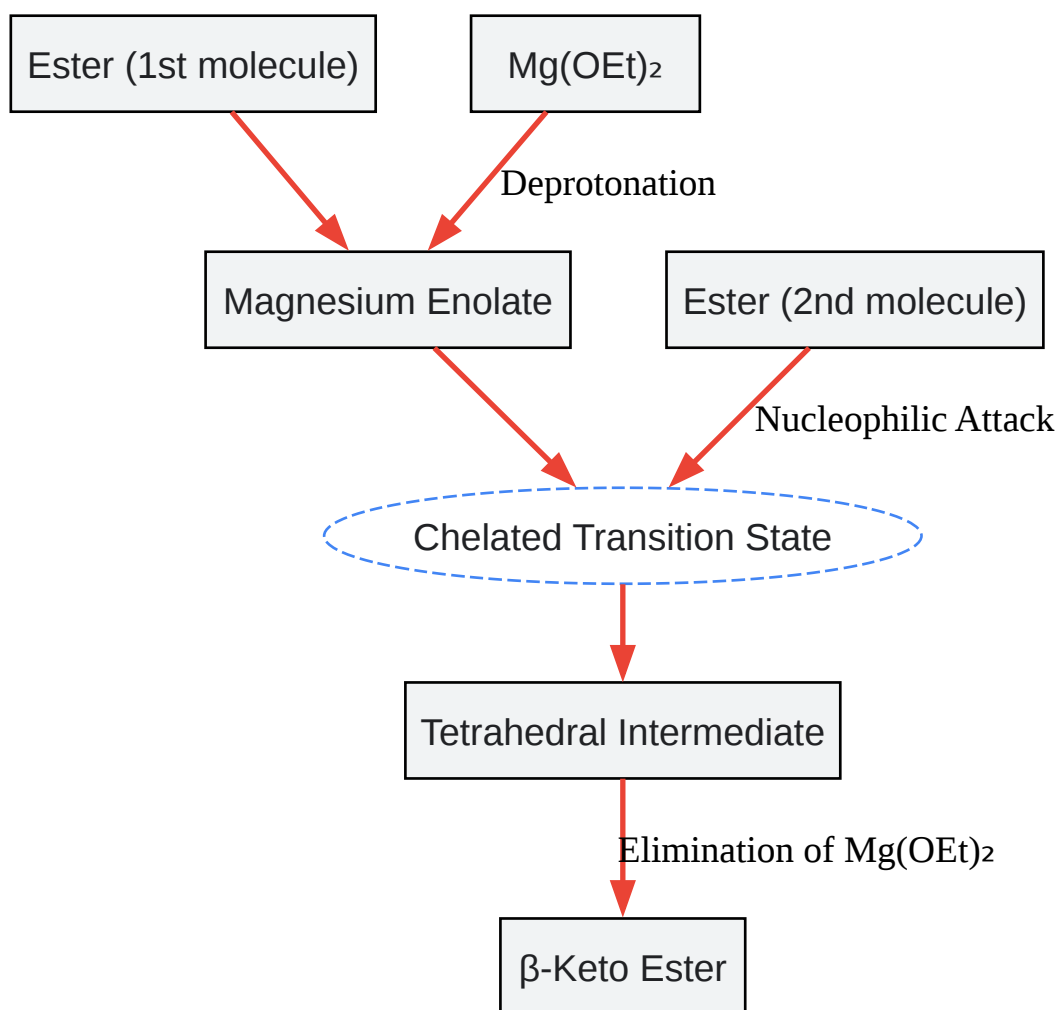 Ester (1st molecule)
Mg(OEt)₂
Deprotonation
Magnesium Enolate
Ester (2nd molecule)
Nucleophilic Attack
Chelated Transition State
Tetrahedral Intermediate
Elimination of Mg(OEt)₂
β-Keto Ester